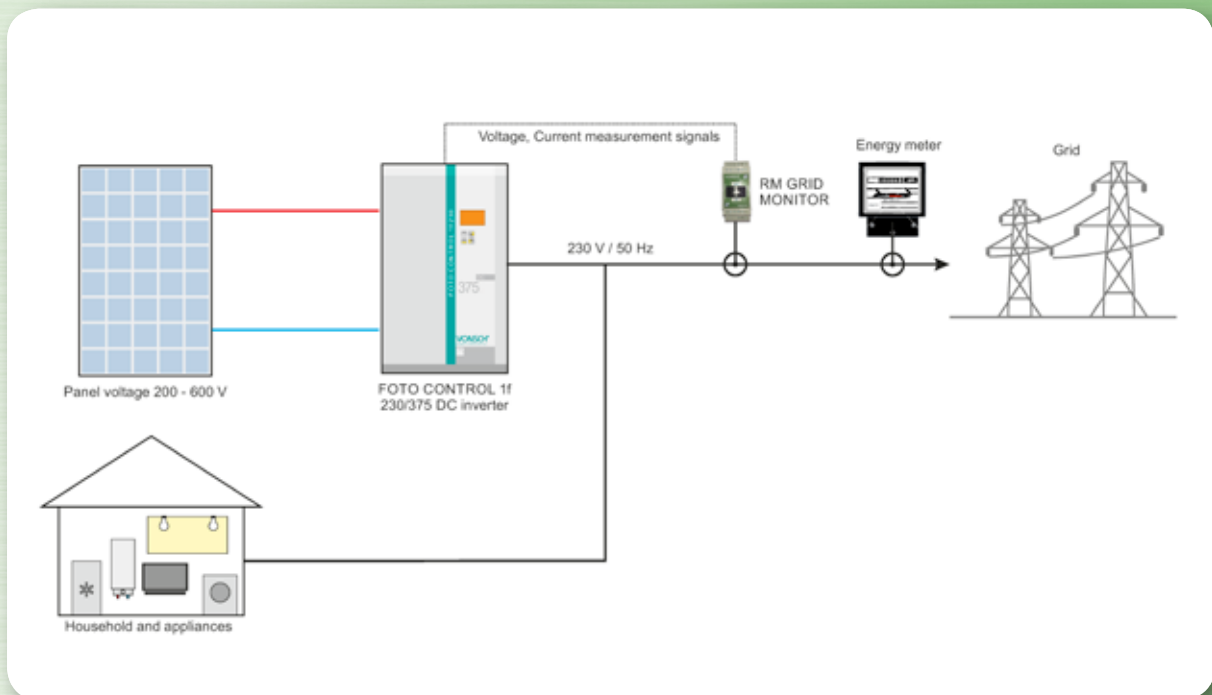 Voltage, Current measurement signals
Energy meter
Grid
RM GRID
MONITOR
230 V / 50 Hz
375
VONSCH
Panel voltage 200 - 600 V
FOTO CONTROL 1f
230/375 DC inverter
Household and appliances